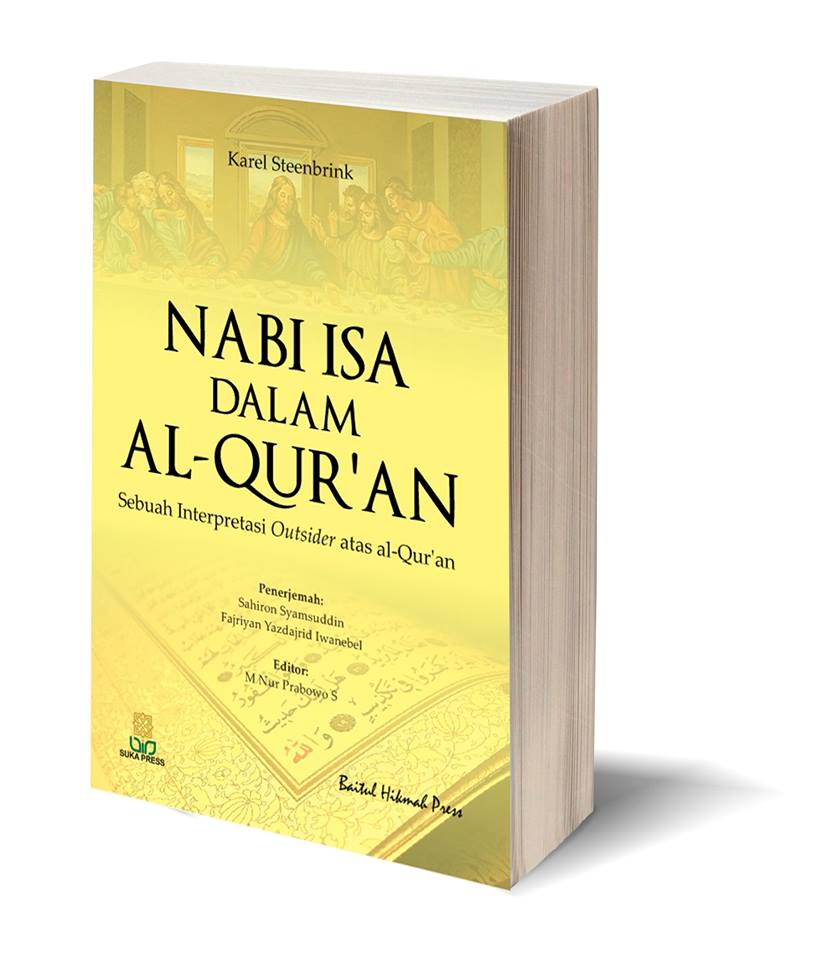 Karel Steenbrink
NABI ISA
DALAM
AL-QUR'AN
Sebuah Interpretasi Outsider atas al-Qur'an
Penerjemah:
Sahiron Syamsuddin
Fajriyan Yazdajrid Iwanebel
Editor:
M Nur Prabowo S
SUKA PRESS
Baitul Hikmah Press